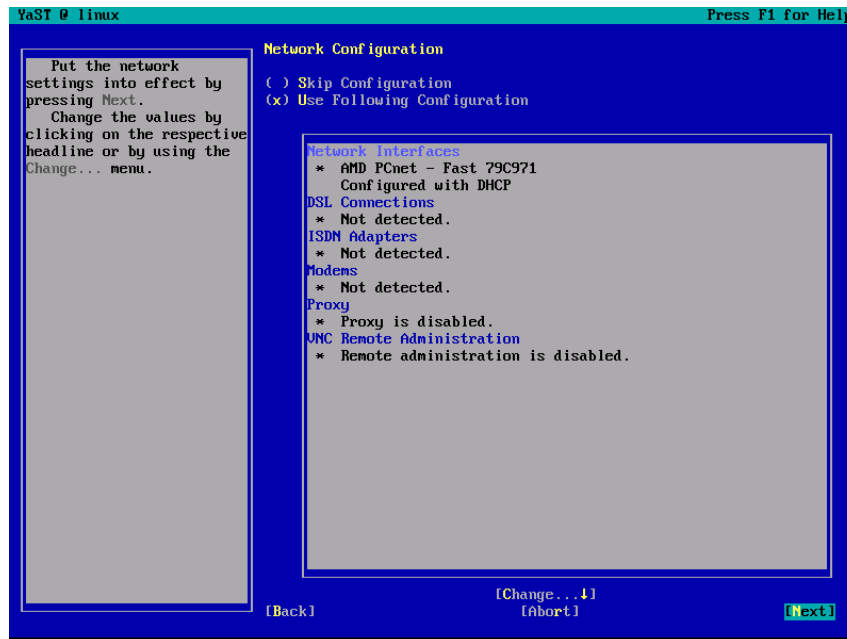 YaST @ linux
Press F1 for Hel
Put the network
settings into effect by
pressing Next.
Change the values by
clicking on the respective
headline or by using the
Change... menu.
Network Configuration
( ) Skip Configuration
(x) Use Following Configuration
Network Interfaces
* AMD PCnet - Fast 79C971
Configured with DHCP
DSL Connections
* Not detected.
ISDN Adapters
* Not detected.
Modems
* Not detected.
Proxy
* Proxy is disabled.
VNC Remote Administration
* Remote administration is disabled.
[Change...↓]
[Back]
[Abort]
[Next]